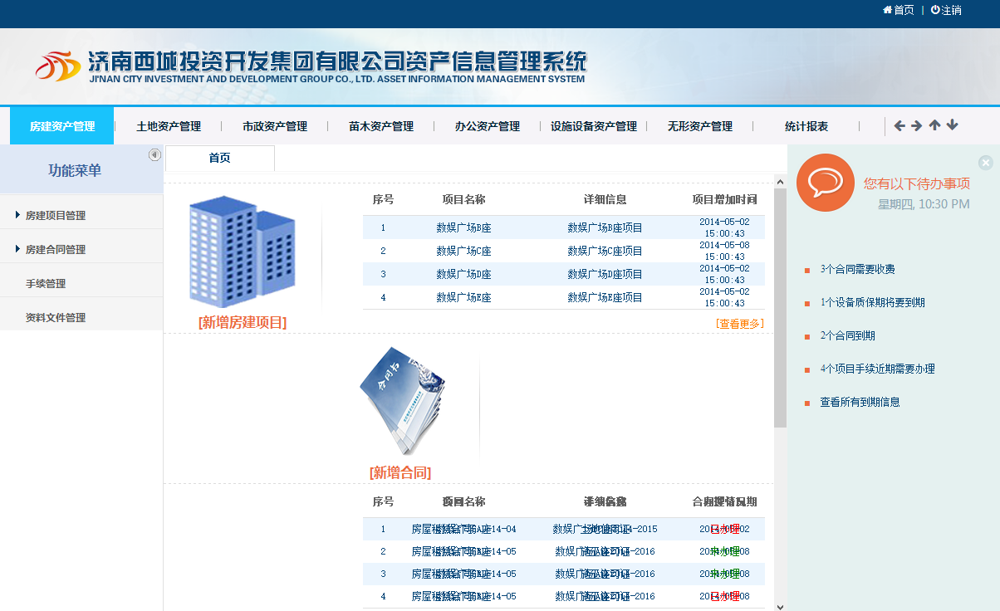 首页 | 注销
济南西城投资开发集团有限公司资产信息管理系统
JI'NAN CITY INVESTMENT AND DEVELOPMENT GROUP CO., LTD. ASSET INFORMATION MANAGEMENT SYSTEM
房建资产管理 土地资产管理 市政资产管理 苗木资产管理 办公资产管理 设施设备资产管理 无形资产管理 统计报表
功能菜单
房建项目管理
房建合同管理
手续管理
资料文件管理
首页
序号 项目名称 详细信息 项目增加时间
1 数娱广场B座 数娱广场B座项目 2014-05-02 15:00:43
2 数娱广场C座 数娱广场C座项目 2014-05-08 15:00:43
3 数娱广场D座 数娱广场D座项目 2014-05-02 15:00:43
4 数娱广场E座 数娱广场E座项目 2014-05-02 15:00:43
[新增房建项目]
[查看更多]
合同书
[新增合同]
序号
1
2
3
4
已办理
未办理
未办理
已办理
您有以下待办事项
星期四, 10:30 PM
3个合同需要收费
1个设备质保期将要到期
2个合同到期
4个项目手续近期需要办理
查看所有到期信息